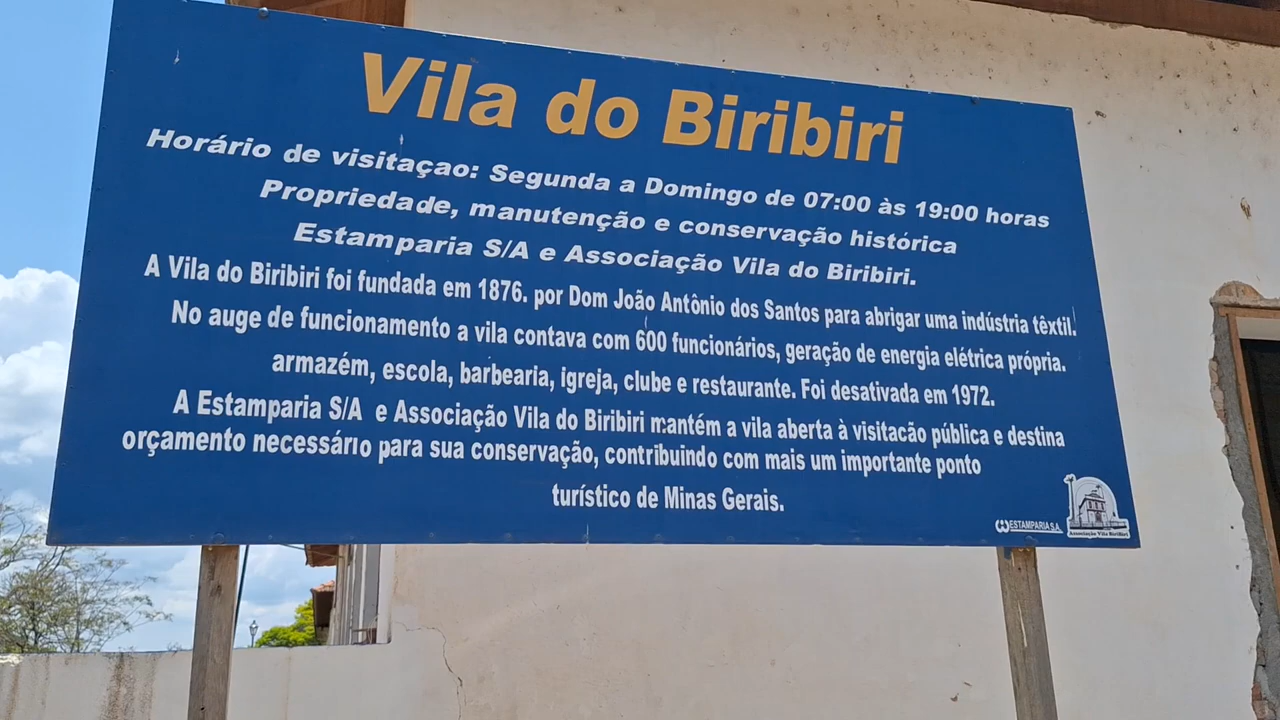 Vila do Biribiri
Horário de visitaçao: Segunda a Domingo de 07:00 às 19:00 horas
Propriedade, manutenção e conservação histórica
Estamparia S/A e Associação Vila do Biribiri.
A Vila do Biribiri foi fundada em 1876. por Dom João Antônio dos Santos para abrigar uma indústria têxtil.
No auge de funcionamento a vila contava com 600 funcionários, geração de energia elétrica própria.
armazém, escola, barbearia, igreja, clube e restaurante. Foi desativada em 1972.
A Estamparia S/A e Associação Vila do Biribiri mantém a vila aberta à visitacão pública e destina
orçamento necessário para sua conservação, contribuindo com mais um importante ponto
turístico de Minas Gerais.
ESTAMPARIA S.A.
Associação Vila Biribiri